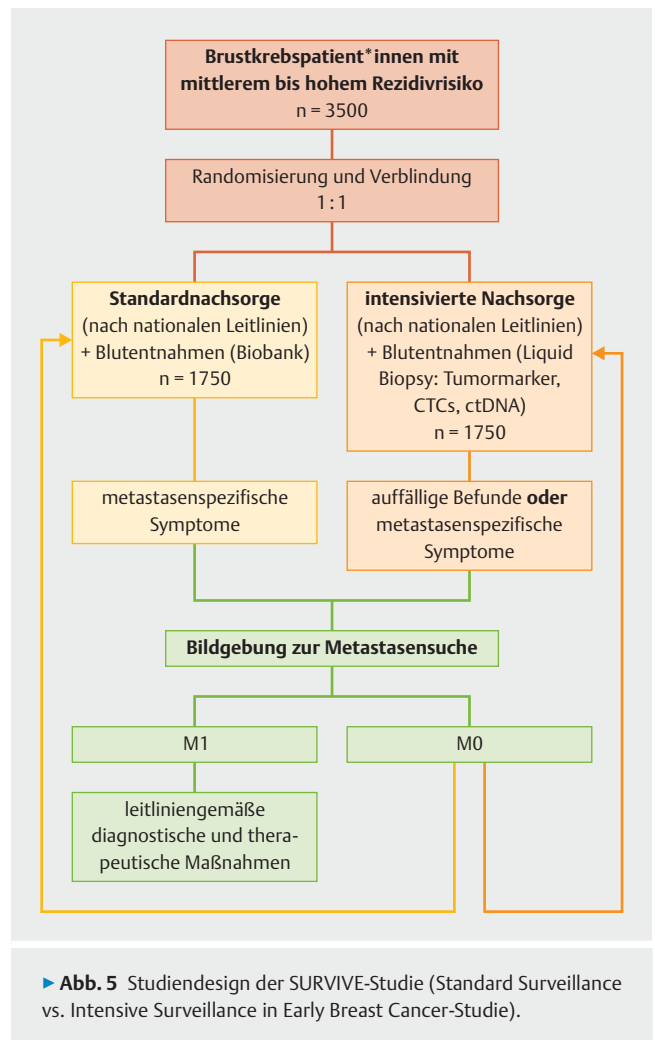 Brustkrebspatient*innen mit
mittlerem bis hohem Rezidivrisiko
n = 3500
Randomisierung und Verblindung
1 : 1
Standardnachsorge
(nach nationalen Leitlinien)
+ Blutentnahmen (Biobank)
n = 1750
intensivierte Nachsorge
(nach nationalen Leitlinien)
+ Blutentnahmen (Liquid
Biopsy: Tumormarker,
CTCs, ctDNA)
n = 1750
metastasenspezifische
Symptome
auffällige Befunde oder
metastasenspezifische
Symptome
Bildgebung zur Metastasensuche
M1
M0
leitliniengemäße
diagnostische und thera-
peutische Maßnahmen
► Abb. 5 Studiendesign der SURVIVE-Studie (Standard Surveillance
vs. Intensive Surveillance in Early Breast Cancer-Studie).